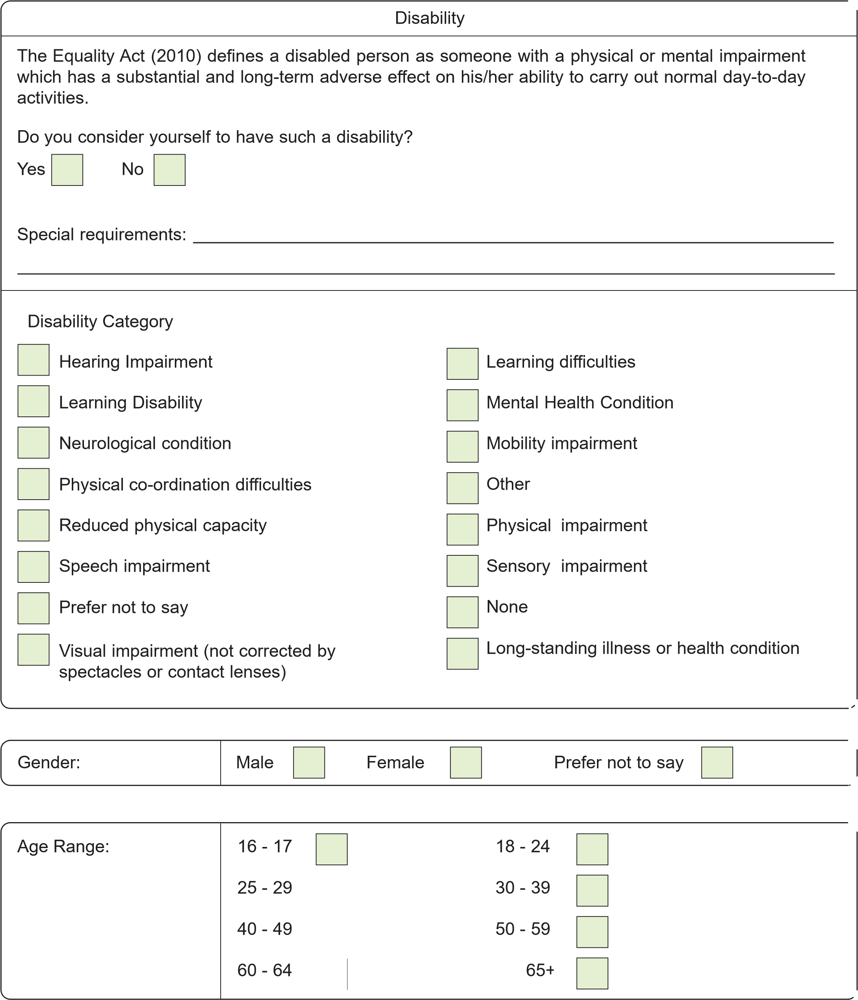 Disability
The Equality Act (2010) defines a disabled person as someone with a physical or mental impairment
which has a substantial and long-term adverse effect on his/her ability to carry out normal day-to-day
activities.
Do you consider yourself to have such a disability?
Yes No
Special requirements:
Disability Category
Hearing Impairment
Learning Disability
Neurological condition
Physical co-ordination difficulties
Reduced physical capacity
Speech impairment
Prefer not to say
Visual impairment (not corrected by
spectacles or contact lenses)
Learning difficulties
Mental Health Condition
Mobility impairment
Other
Physical impairment
Sensory impairment
None
Long-standing illness or health condition
Gender: Male Female Prefer not to say
Age Range: 16 - 17 18 - 24
25 - 29 30 - 39
40 - 49 50 - 59
60 - 64 65+